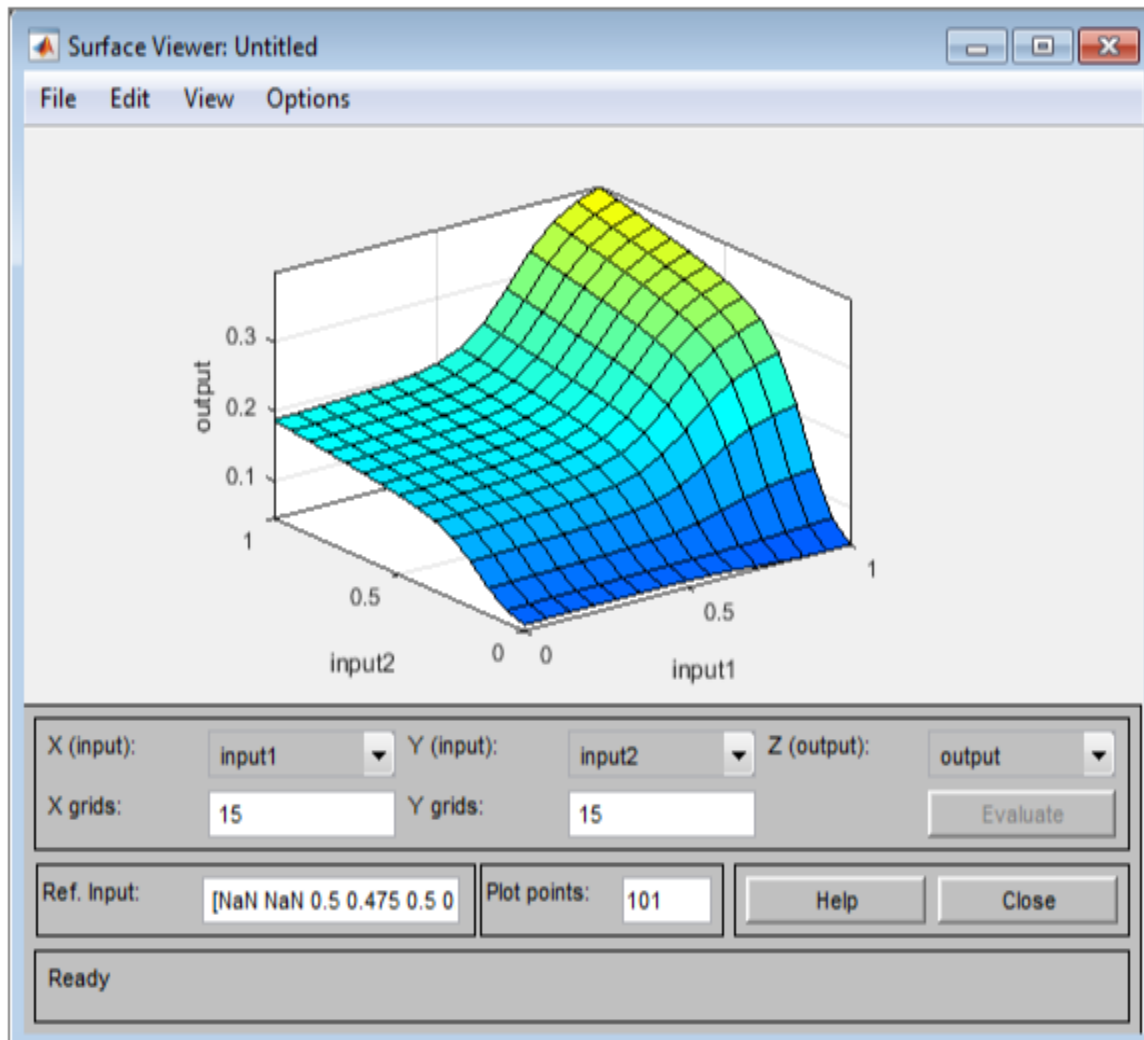 Surface Viewer: Untitled
File Edit View Options
0.3
0.2
0.1
output
1
0.5
0
input2
0
0.5
1
input1
X (input): input1 Y (input): input2 Z (output): output
X grids: 15 Y grids: 15 Evaluate
Ref. Input: [NaN NaN 0.5 0.475 0.5 0 Plot points: 101 Help Close
Ready